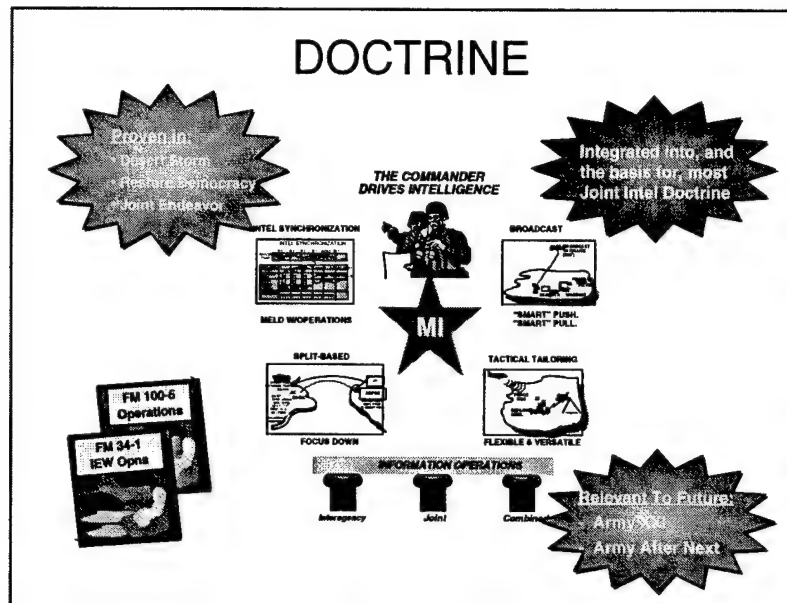 DOCTRINE
Proven in:
- Desert Storm
- Restore Democracy
- Joint Endeavor
Integrated into, and
the basis for, most
Joint Intel Doctrine
THE COMMANDER
DRIVES INTELLIGENCE
INTEL SYNCHRONIZATION
INTEL SYNCHRONIZATION
MELD W/OPERATIONS
BROADCAST
"SMART" PUSH.
"SMART" PULL.
MI
SPLIT-BASED
FOCUS DOWN
TACTICAL TAILORING
FLEXIBLE & VERSATILE
FM 100-5
Operations
FM 34-1
IEW Opns
INFORMATION OPERATIONS
Interagency
Joint
Combined
Relevant To Future:
- Army XXI
- Army After Next